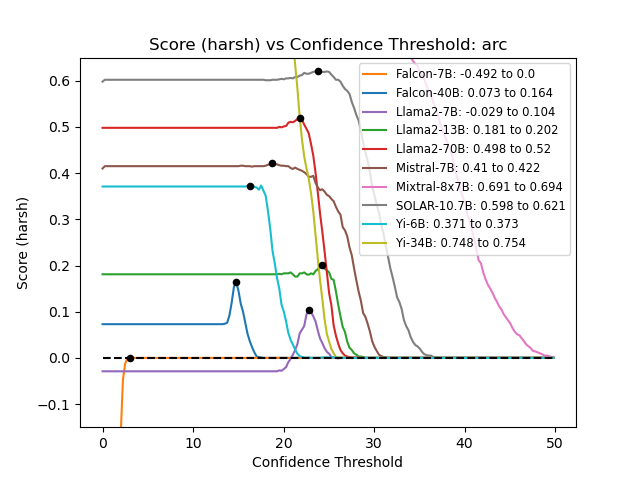 Score (harsh) vs Confidence Threshold: arc
Falcon-7B: -0.492 to 0.0
Falcon-40B: 0.073 to 0.164
Llama2-7B: -0.029 to 0.104
Llama2-13B: 0.181 to 0.202
Llama2-70B: 0.498 to 0.52
Mistral-7B: 0.41 to 0.422
Mixtral-8x7B: 0.691 to 0.694
SOLAR-10.7B: 0.598 to 0.621
Yi-6B: 0.371 to 0.373
Yi-34B: 0.748 to 0.754
Score (harsh)
0.6
0.5
0.4
0.3
0.2
0.1
0.0
−0.1
0 10 20 30 40 50
Confidence Threshold